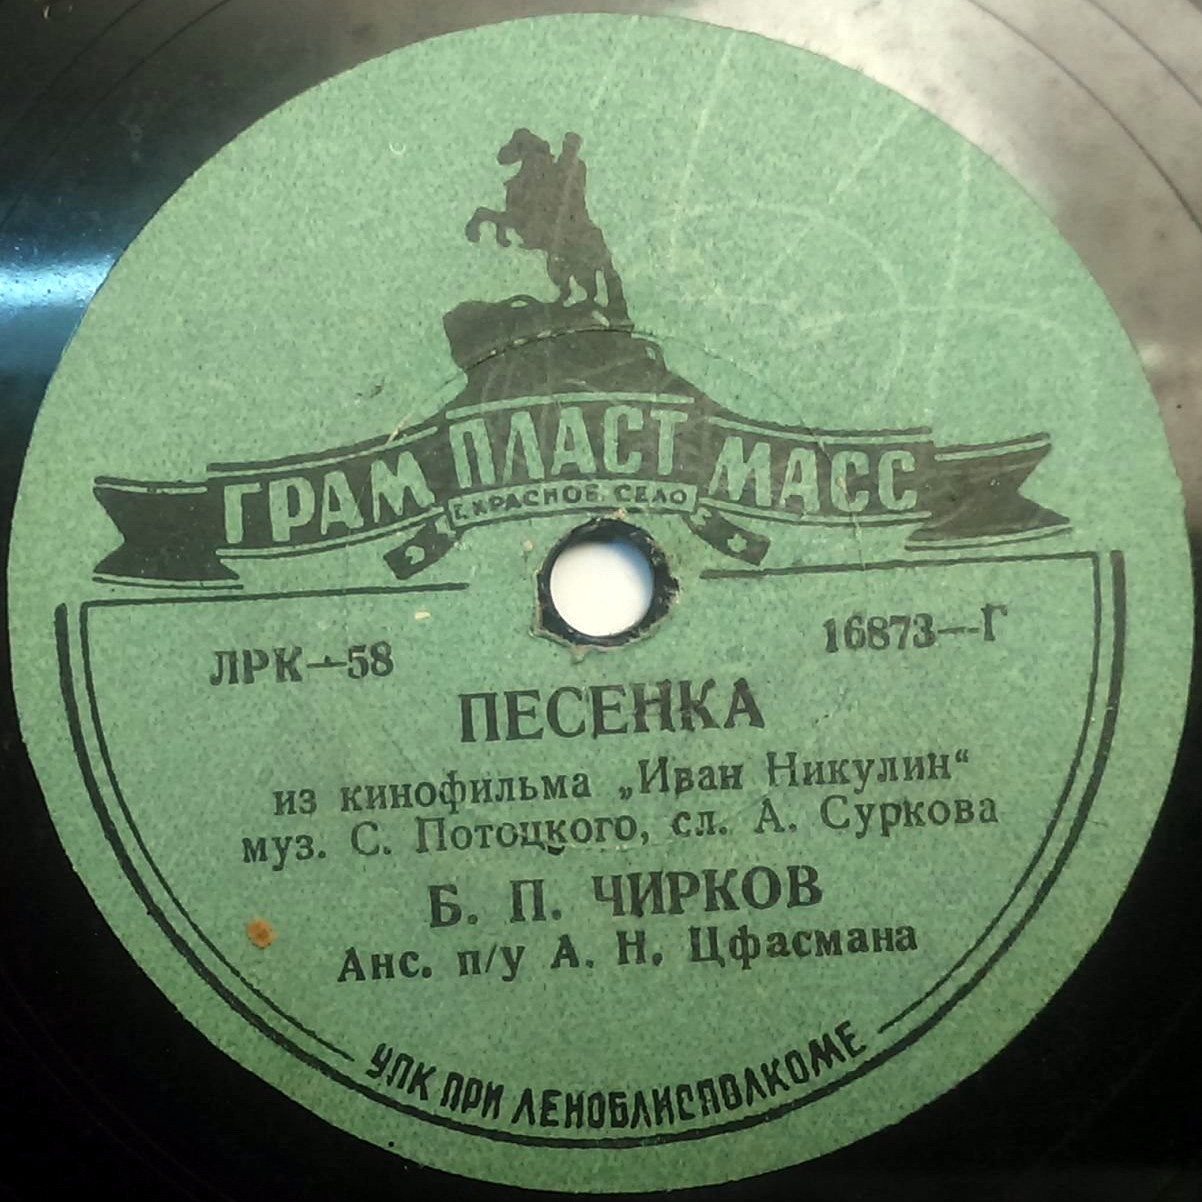 ГРАМ ПЛАСТ МАСС
Г. КРАСНОЕ СЕЛО
ЛРК—58
16873—Г
ПЕСЕНКА
из кинофильма „Иван Никулин“
муз. С. Потоцкого, сл. А. Суркова
Б. П. ЧИРКОВ
Анс. п/у А. Н. Цфасмана
УПК ПРИ ЛЕНОБЛИСПОЛКОМЕ